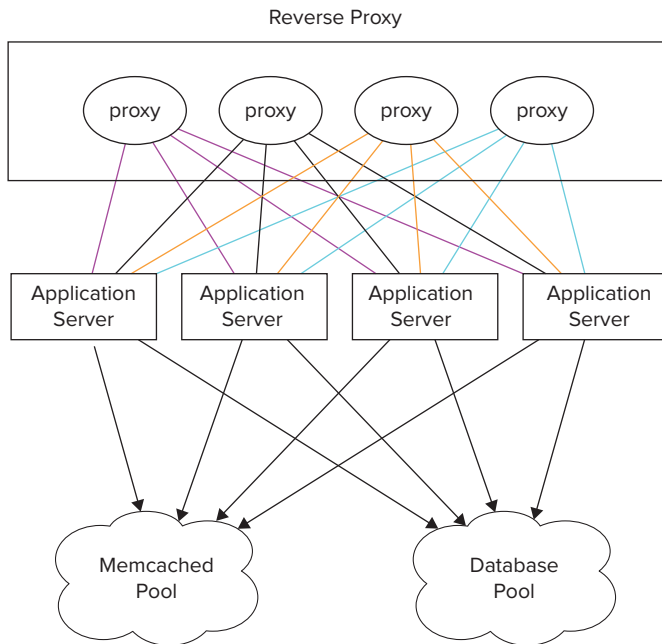 Reverse Proxy
proxy
proxy
proxy
proxy
Application
Server
Application
Server
Application
Server
Application
Server
Memcached
Pool
Database
Pool